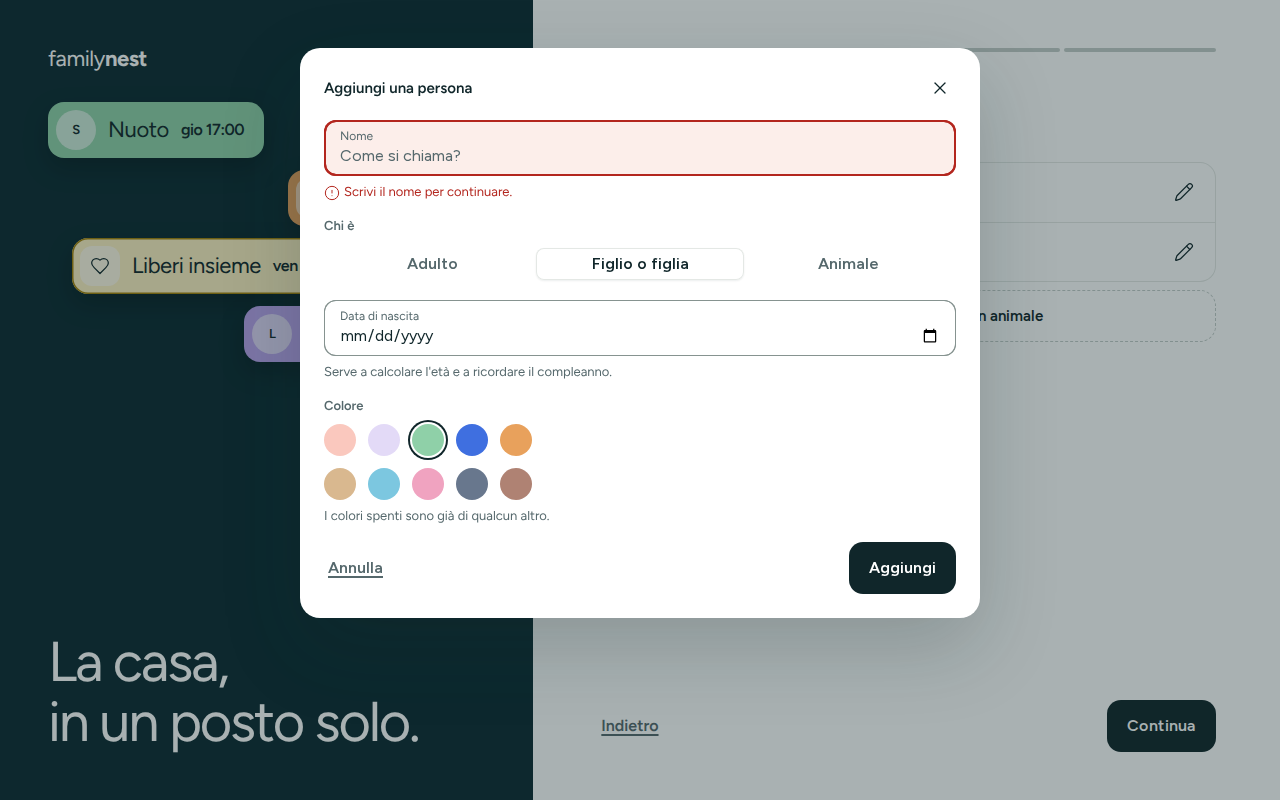 familynest
S Nuoto gio 17:00
Liberi insieme ven
L
La casa,
in un posto solo.
Aggiungi una persona
Nome
Come si chiama?
Scrivi il nome per continuare.
Chi è
Adulto Figlio o figlia Animale
Data di nascita
mm/dd/yyyy
Serve a calcolare l'età e a ricordare il compleanno.
Colore
I colori spenti sono già di qualcun altro.
Annulla Aggiungi
n animale
Indietro Continua